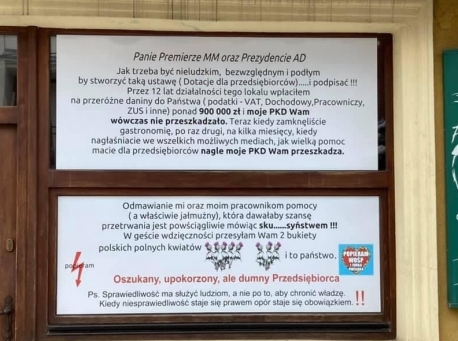 Panie Premierze MM oraz Prezydencie AD
Jak trzeba być nieludzkim, bezwzględnym i podłym
by stworzyć taką ustawę ( Dotacje dla przedsiębiorców).....i podpisać !!!
Przez 12 lat działalności tego lokalu wpłaciłem
na przeróżne daniny do Państwa ( podatki - VAT, Dochodowy,Pracowniczy,
ZUS i inne) ponad 900 000 zł i moje PKD Wam
wówczas nie przeszkadzało. Teraz kiedy zamknęliście
gastronomię, po raz drugi, na kilka miesięcy, kiedy
nagłaśniacie we wszelkich możliwych mediach, jak wielką pomoc
macie dla przedsiębiorców nagle moje PKD Wam przeszkadza.
Odmawianie mi oraz moim pracownikom pomocy
( a właściwie jałmużny), która dawałaby szansę
przetrwania jest powściągliwie mówiąc sku......syństwem !!!
W geście wdzięczności przesyłam Wam 2 bukiety
polskich polnych kwiatów i to państwo,
POPIERAM
WOŚP
Oszukany, upokorzony, ale dumny Przedsiębiorca
Ps. Sprawiedliwość ma służyć ludziom, a nie po to, aby chronić władzę. !!
Kiedy niesprawiedliwość staje się prawem opór staje się obowiązkiem.